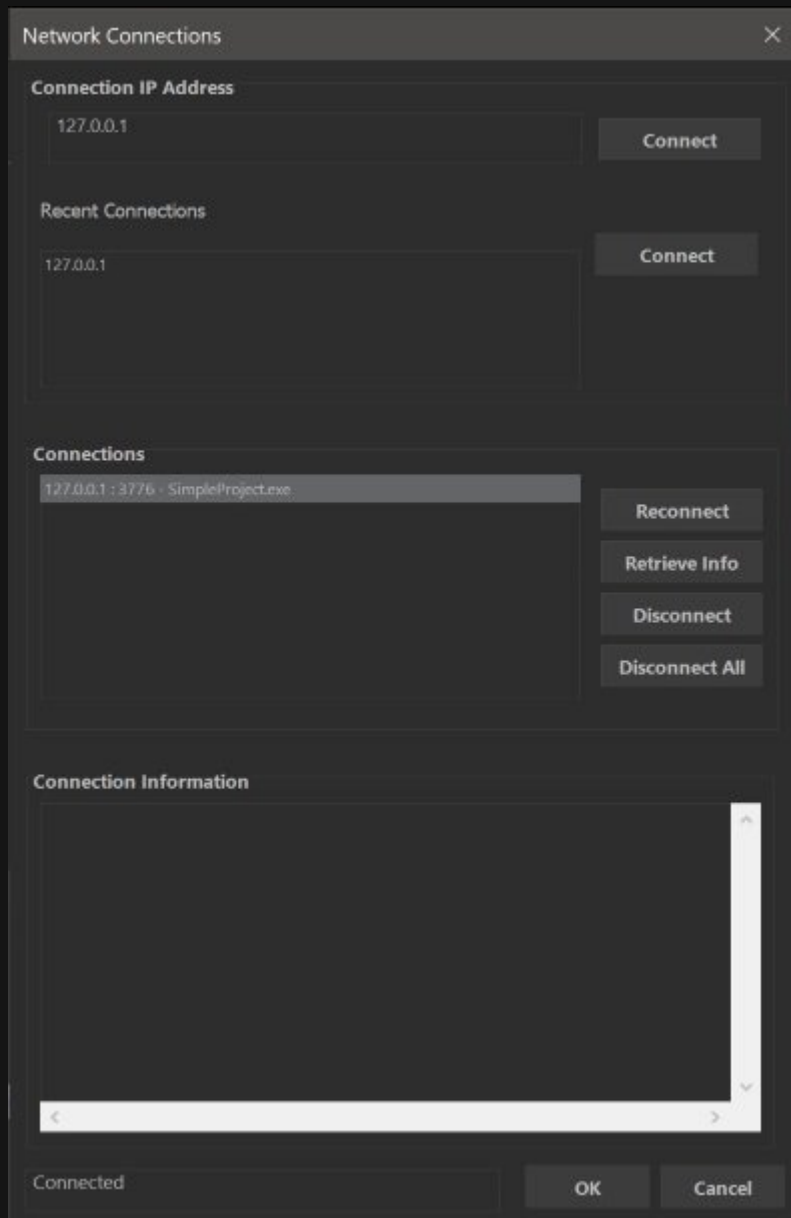 Network Connections
Connection IP Address
127.0.0.1
Connect
Recent Connections
127.0.0.1
Connect
Connections
127.0.0.1 : 3776 - SimpleProject.exe
Reconnect
Retrieve Info
Disconnect
Disconnect All
Connection Information
Connected
OK
Cancel